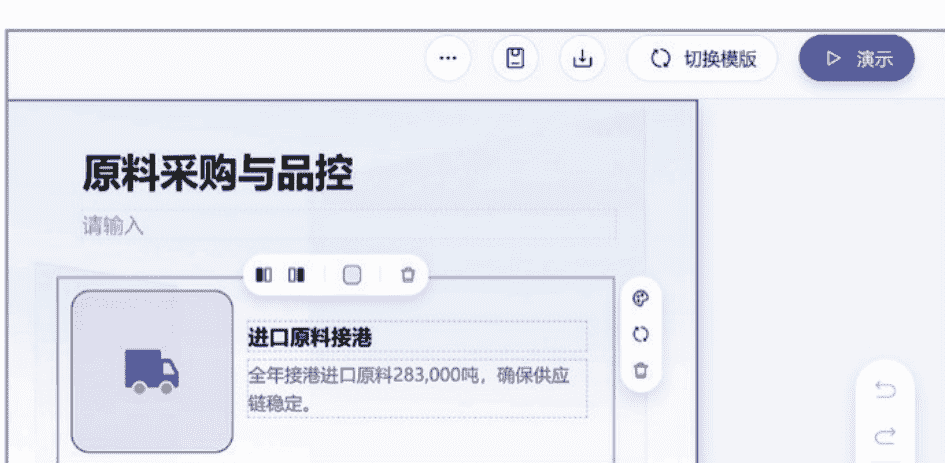 切换模版
演示
原料采购与品控
请输入
进口原料接港
全年接港进口原料283,000吨，确保供应
链稳定。